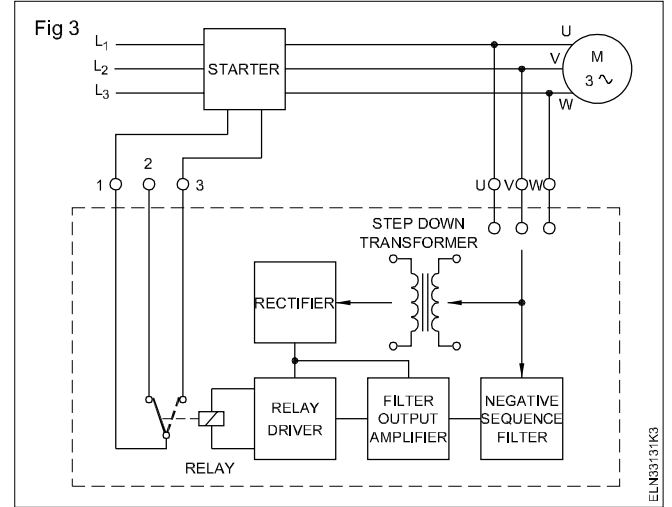 Fig 3
L1
L2
L3
STARTER
U
V
W
M
3 ∿
1
2
3
U
V
W
STEP DOWN
TRANSFORMER
RECTIFIER
RELAY
DRIVER
FILTER
OUTPUT
AMPLIFIER
NEGATIVE
SEQUENCE
FILTER
RELAY
ELN33131K3